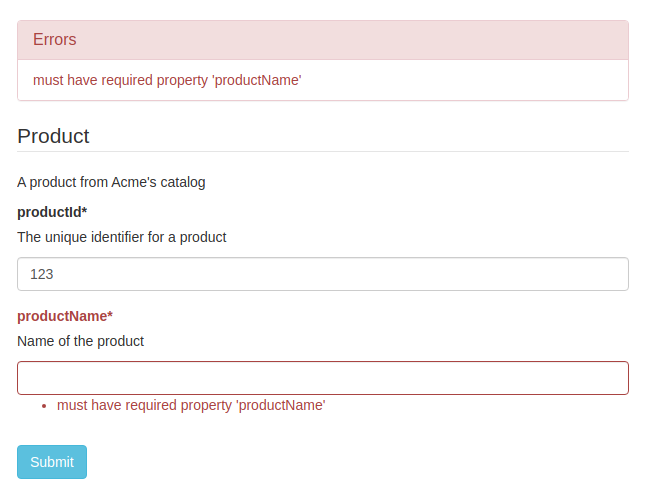 Errors
must have required property 'productName'
Product
A product from Acme's catalog
productId*
The unique identifier for a product
123
productName*
Name of the product
• must have required property 'productName'
Submit